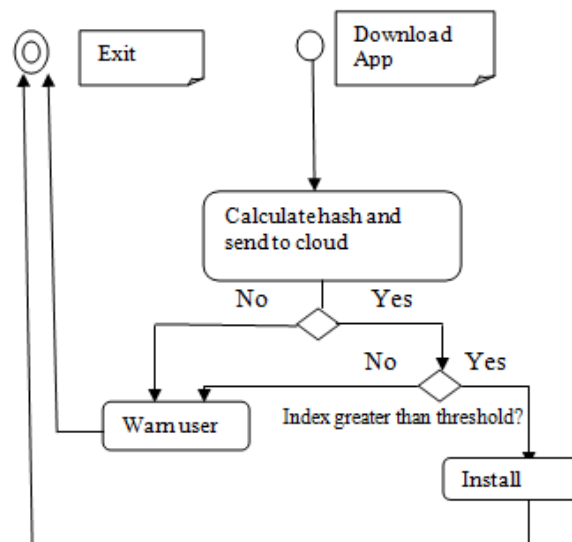 Exit
Download
App
Calculate hash and
send to cloud
No
Yes
No
Yes
Index greater than threshold?
Warn user
Install